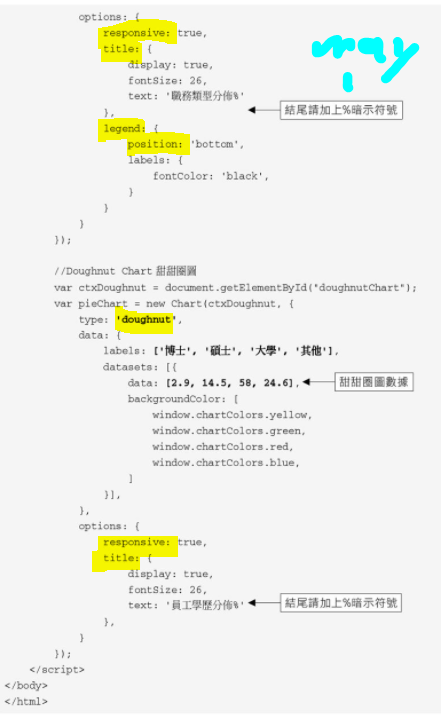 options: {
responsive: true,
title: {
display: true,
fontSize: 26,
text: '職務類型分佈%'
}, 結尾請加上%暗示符號
legend: {
position: 'bottom',
labels: {
fontColor: 'black',
}
}
}
});
//Doughnut Chart 甜甜圈圖
var ctxDoughnut = document.getElementById("doughnutChart");
var pieChart = new Chart(ctxDoughnut, {
type: 'doughnut',
data: {
labels: ['博士', '碩士', '大學', '其他'],
datasets: [{
data: [2.9, 14.5, 58, 24.6], 甜甜圈圖數據
backgroundColor: [
window.chartColors.yellow,
window.chartColors.green,
window.chartColors.red,
window.chartColors.blue,
]
}],
},
options: {
responsive: true,
title: {
display: true,
fontSize: 26,
text: '員工學歷分佈%' 結尾請加上%暗示符號
},
}
});
</script>
</body>
</html>